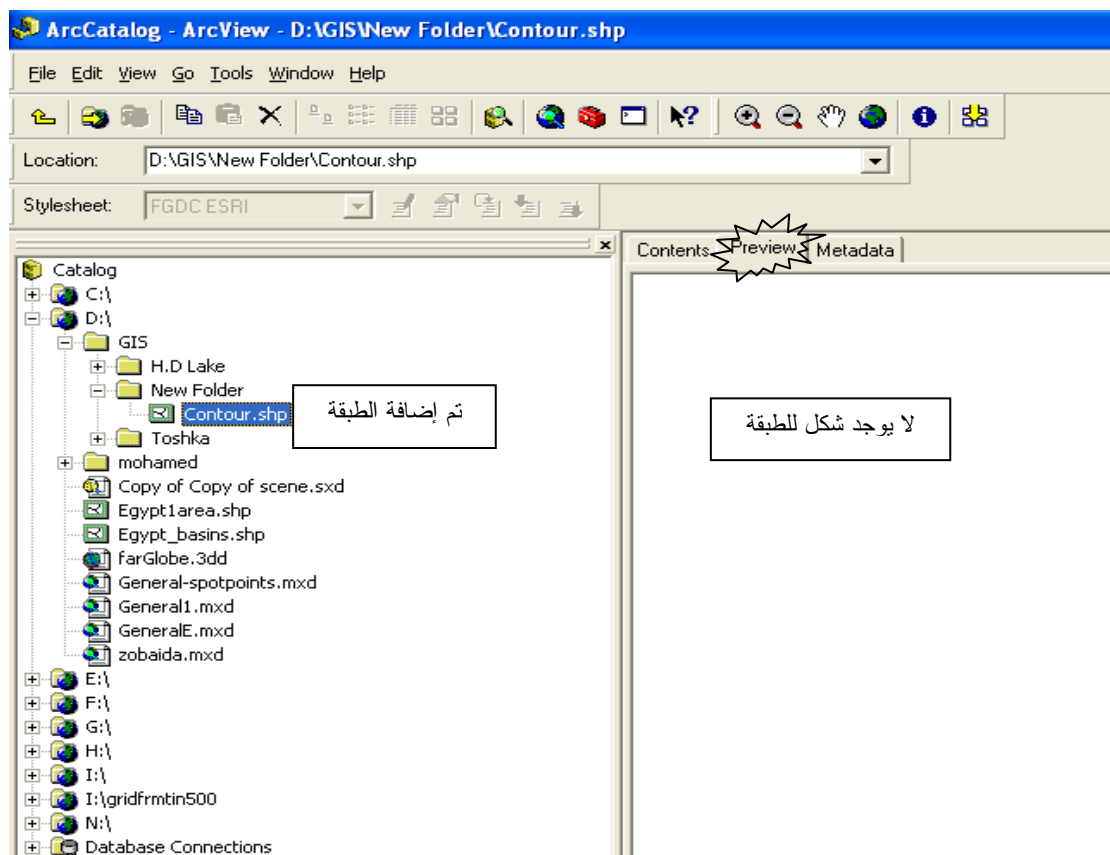 ArcCatalog - ArcView - D:\GIS\New Folder\Contour.shp
File Edit View Go Tools Window Help
Location: D:\GIS\New Folder\Contour.shp
Stylesheet: FGDC ESRI
Contents Preview Metadata
Catalog
C:\
D:\
GIS
H.D Lake
New Folder
Contour.shp
تم إضافة الطبقة
لا يوجد شكل للطبقة
Toshka
mohamed
Copy of Copy of scene.sxd
Egypt1area.shp
Egypt_basins.shp
farGlobe.3dd
General-spotpoints.mxd
General1.mxd
GeneralE.mxd
zobaida.mxd
E:\
F:\
G:\
H:\
I:\
I:\gridfrmtin500
N:\
Database Connections